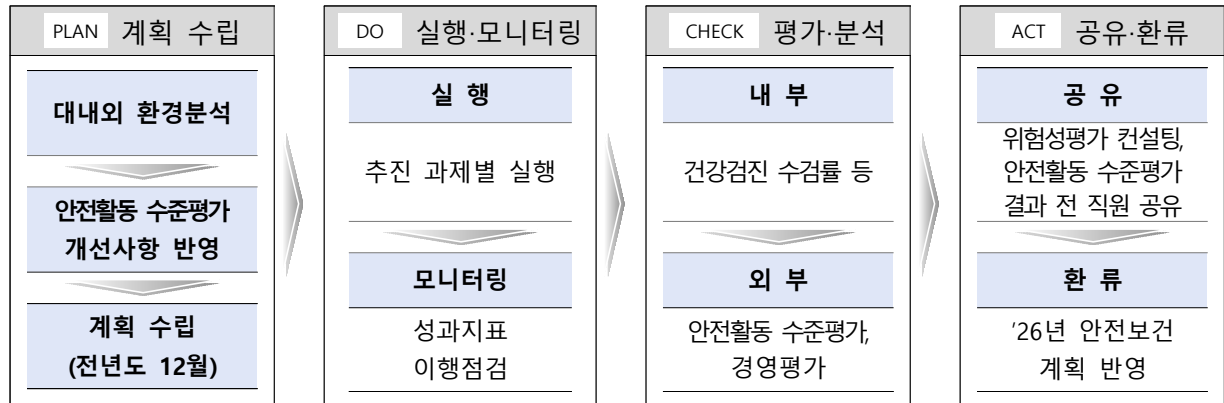 PLAN 계획 수립
대내외 환경분석
안전활동 수준평가
개선사항 반영
계획 수립
(전년도 12월)
DO 실행·모니터링
실 행
추진 과제별 실행
모니터링
성과지표
이행점검
CHECK 평가·분석
내 부
건강검진 수검률 등
외 부
안전활동 수준평가,
경영평가
ACT 공유·환류
공 유
위험성평가 컨설팅,
안전활동 수준평가
결과 전 직원 공유
환 류
’26년 안전보건
계획 반영